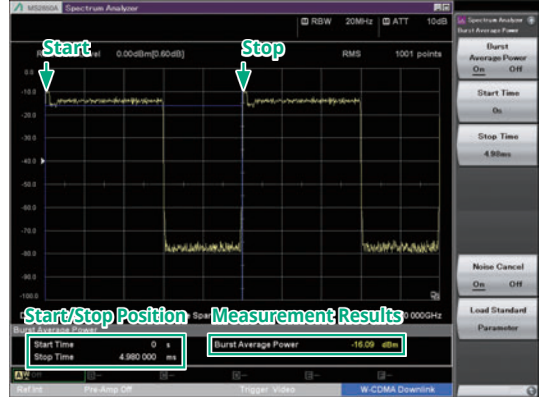 MS2850A Spectrum Analyzer
RBW 20MHz ATT 10dB
Spectrum Analyzer
Burst Average Power
Start
Stop
0.00dBm[0.60dB]
RMS
1001 points
Burst
Average Power
On Off
0.0
-10.0
-20.0
-30.0
-40.0
-50.0
-60.0
-70.0
-80.0
-90.0
-100.0
Start Time
0s
Stop Time
4.98ms
Noise Cancel
On Off
Load Standard
Parameter
Start/Stop Position
Measurement Results
Burst Average Power
Start Time 0 s
Stop Time 4.980 000 ms
Burst Average Power -16.09 dBm
Ref.Int Pre-Amp Off Trigger Video W-CDMA Downlink